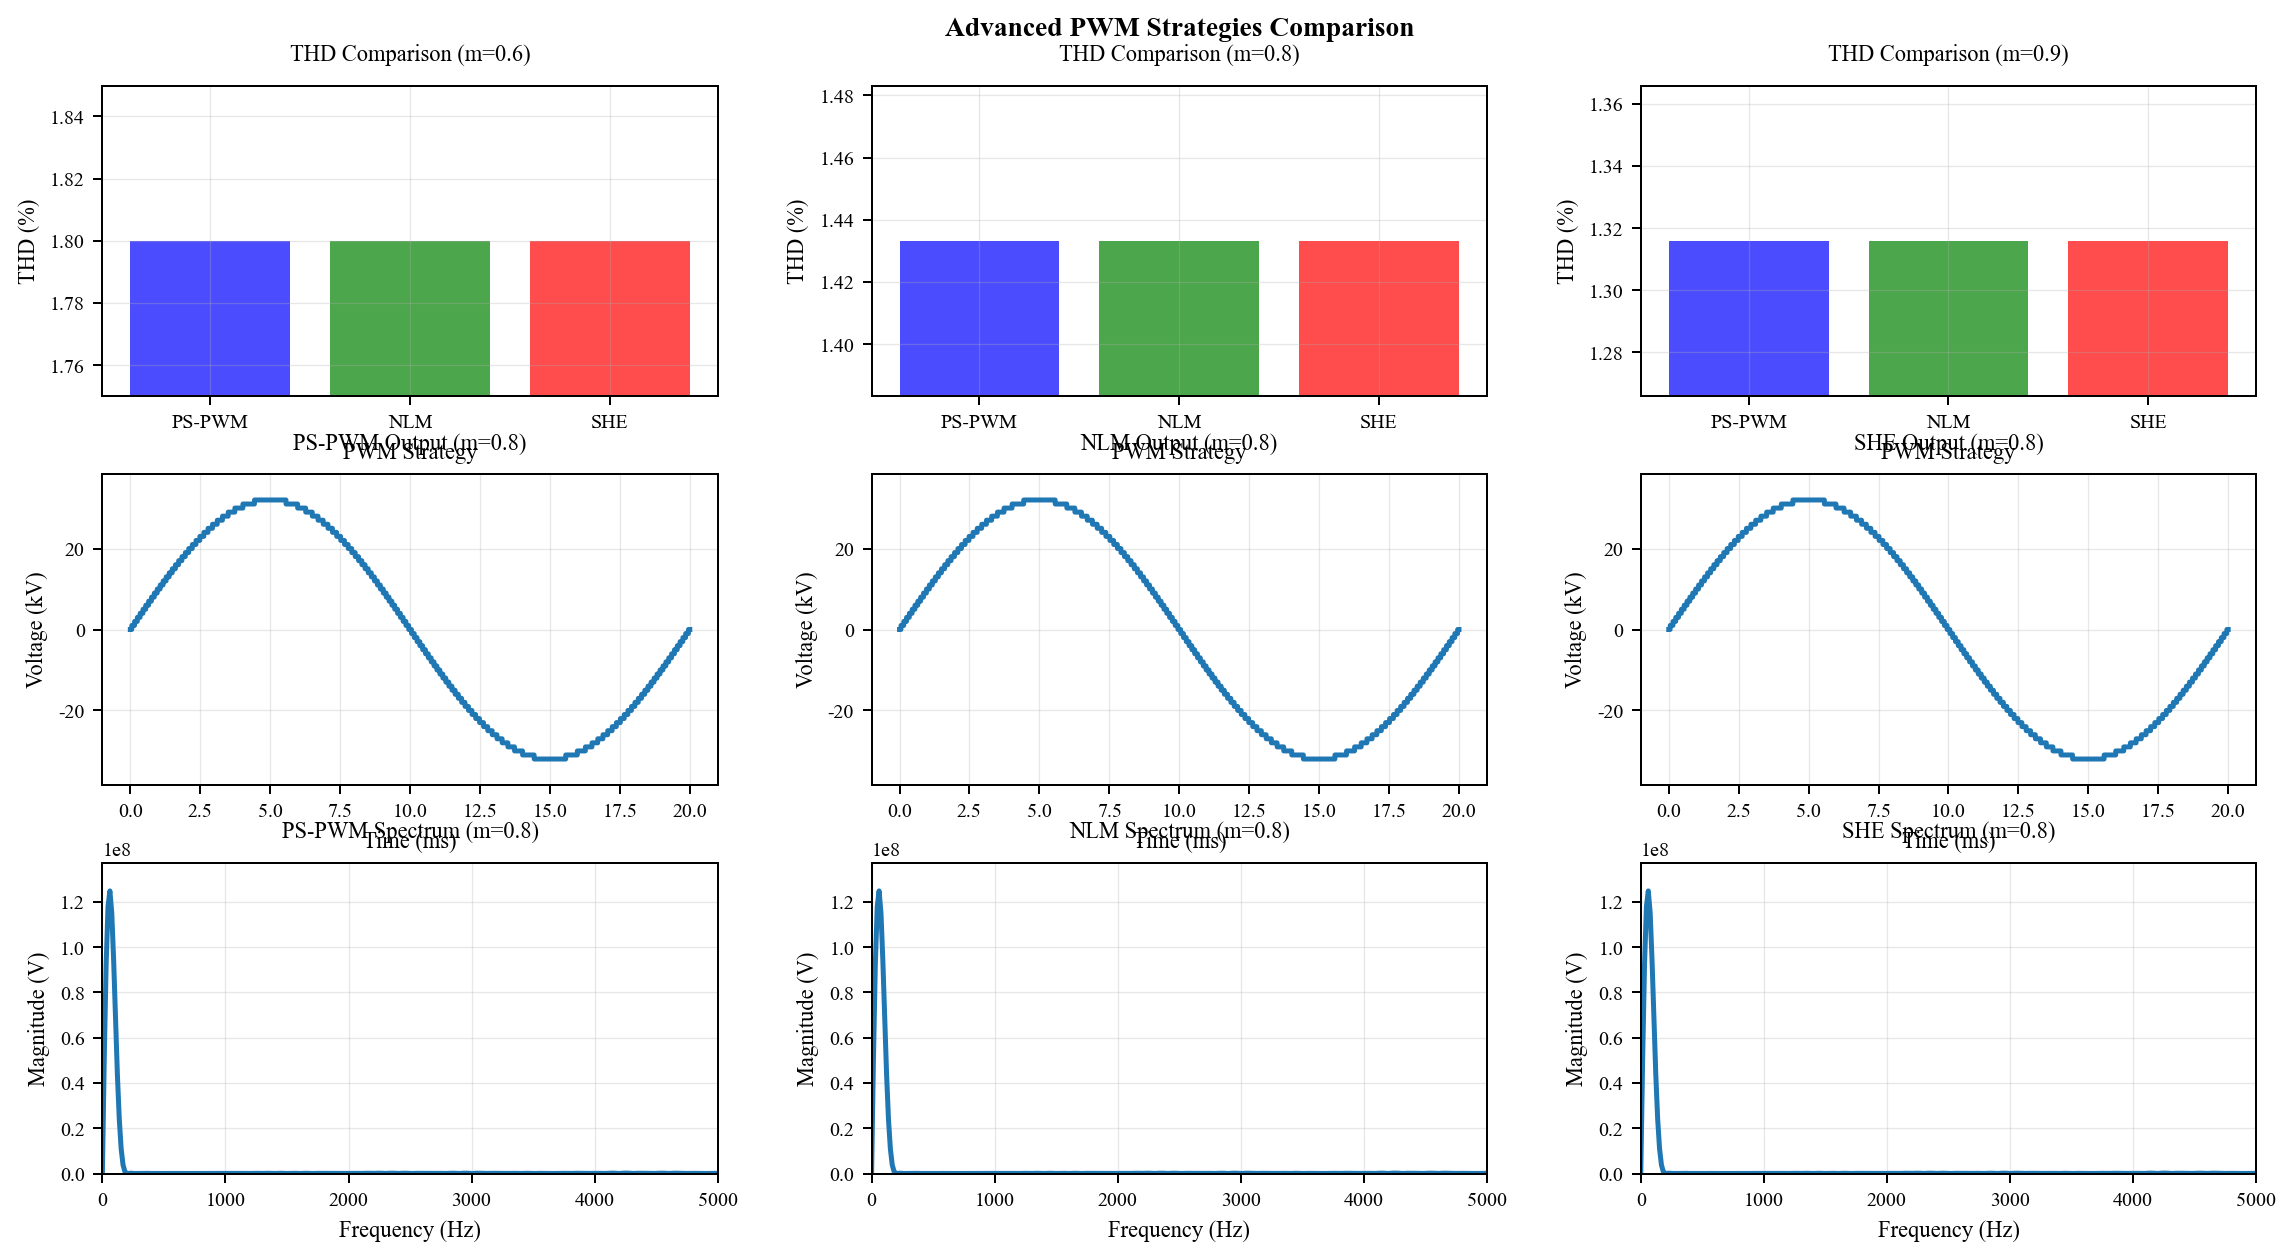 Advanced PWM Strategies Comparison
THD Comparison (m=0.6)
THD (%)
1.84
1.82
1.80
1.78
1.76
PS-PWM NLM SHE
PWM Strategy
THD Comparison (m=0.8)
THD (%)
1.48
1.46
1.44
1.42
1.40
PS-PWM NLM SHE
PWM Strategy
THD Comparison (m=0.9)
THD (%)
1.36
1.34
1.32
1.30
1.28
PS-PWM NLM SHE
PWM Strategy
PS-PWM Output (m=0.8)
Voltage (kV)
20
0
-20
0.0 2.5 5.0 7.5 10.0 12.5 15.0 17.5 20.0
Time (ms)
NLM Output (m=0.8)
Voltage (kV)
20
0
-20
0.0 2.5 5.0 7.5 10.0 12.5 15.0 17.5 20.0
Time (ms)
SHE Output (m=0.8)
Voltage (kV)
20
0
-20
0.0 2.5 5.0 7.5 10.0 12.5 15.0 17.5 20.0
Time (ms)
PS-PWM Spectrum (m=0.8)
1e8
Magnitude (V)
1.2
1.0
0.8
0.6
0.4
0.2
0.0
0 1000 2000 3000 4000 5000
Frequency (Hz)
NLM Spectrum (m=0.8)
1e8
Magnitude (V)
1.2
1.0
0.8
0.6
0.4
0.2
0.0
0 1000 2000 3000 4000 5000
Frequency (Hz)
SHE Spectrum (m=0.8)
1e8
Magnitude (V)
1.2
1.0
0.8
0.6
0.4
0.2
0.0
0 1000 2000 3000 4000 5000
Frequency (Hz)